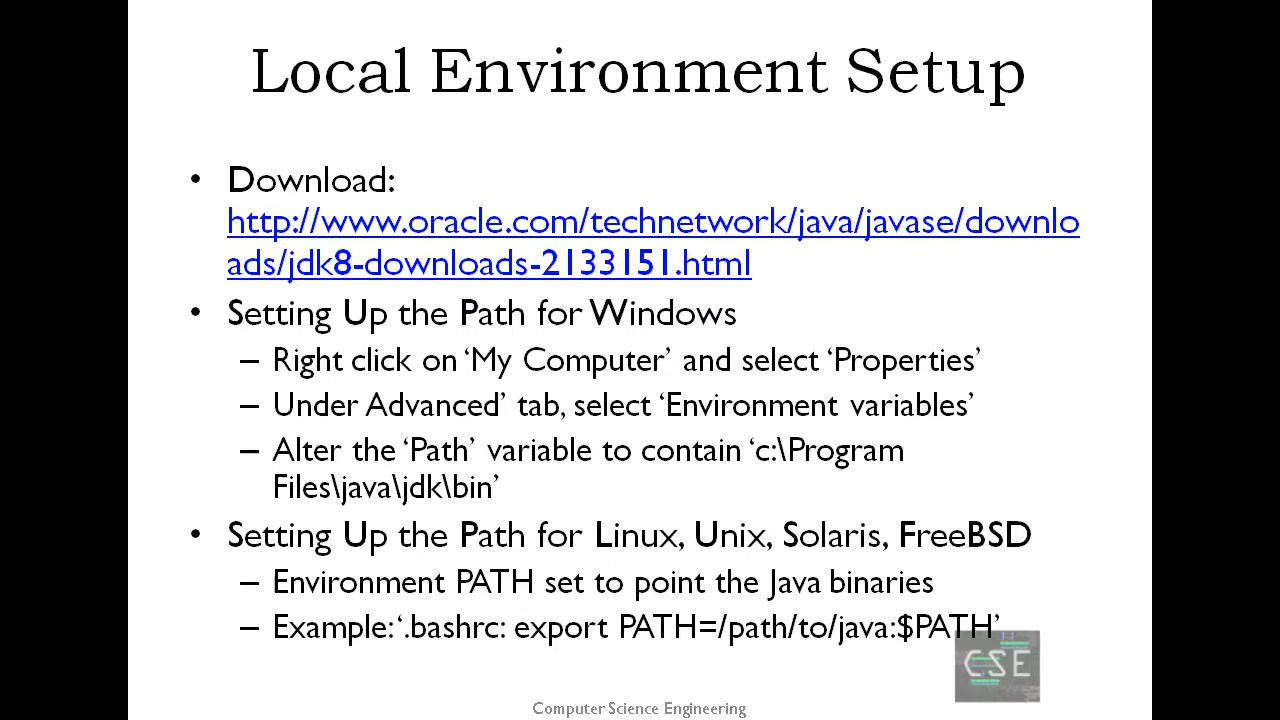 Local Environment Setup
• Download:
http://www.oracle.com/technetwork/java/javase/downlo
ads/jdk8-downloads-2133151.html
• Setting Up the Path for Windows
– Right click on ‘My Computer’ and select ‘Properties’
– Under Advanced’ tab, select ‘Environment variables’
– Alter the ‘Path’ variable to contain ‘c:\Program
Files\java\jdk\bin’
• Setting Up the Path for Linux, Unix, Solaris, FreeBSD
– Environment PATH set to point the Java binaries
– Example: ‘.bashrc: export PATH=/path/to/java:$PATH’
CSE
Computer Science Engineering